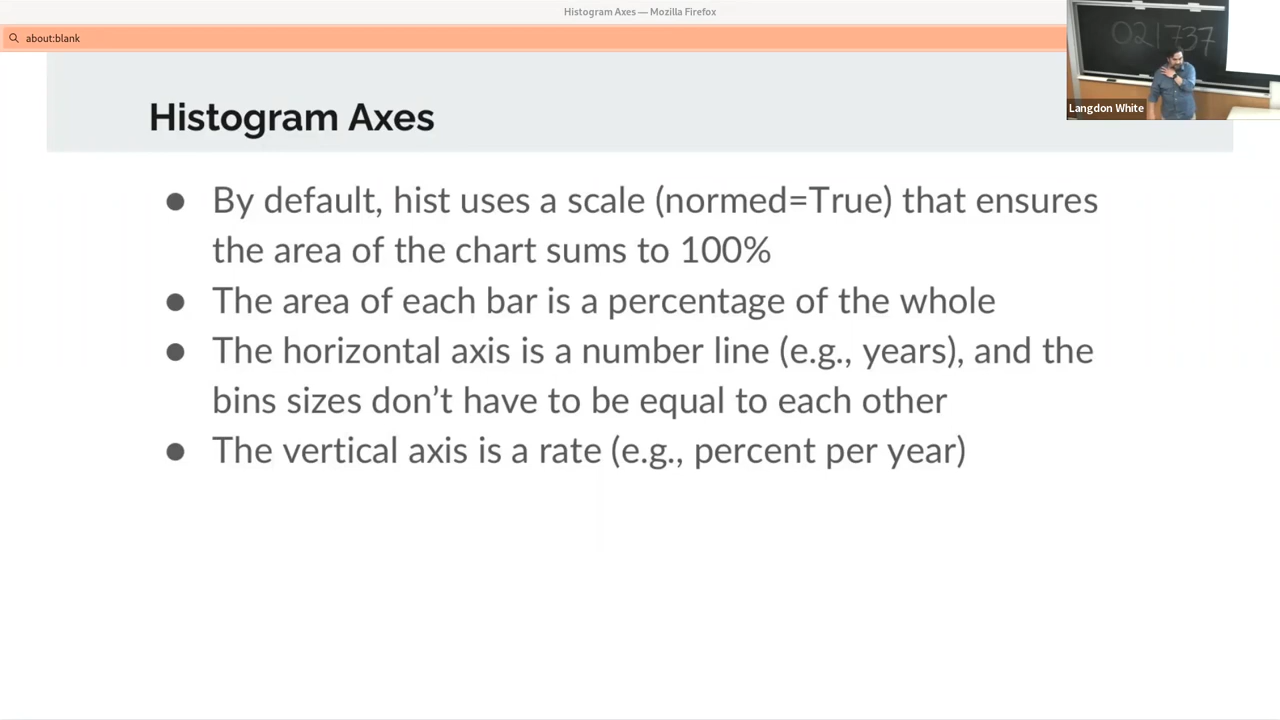 Histogram Axes — Mozilla Firefox
about:blank
021737
Langdon White
Histogram Axes
● By default, hist uses a scale (normed=True) that ensures
the area of the chart sums to 100%
● The area of each bar is a percentage of the whole
● The horizontal axis is a number line (e.g., years), and the
bins sizes don’t have to be equal to each other
● The vertical axis is a rate (e.g., percent per year)